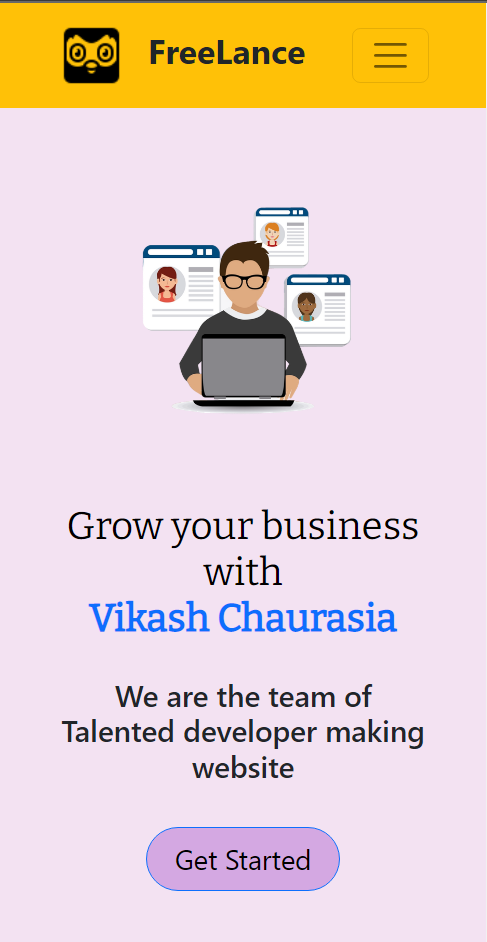 FreeLance
Grow your business
with
Vikash Chaurasia
We are the team of
Talented developer making
website
Get Started